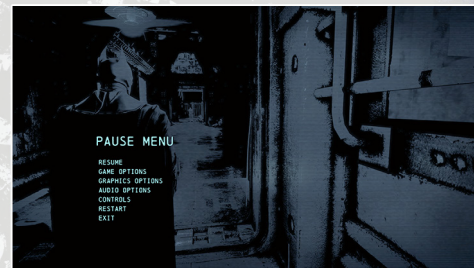 PAUSE MENU
RESUME
GAME OPTIONS
GRAPHICS OPTIONS
AUDIO OPTIONS
CONTROLS
RESTART
EXIT